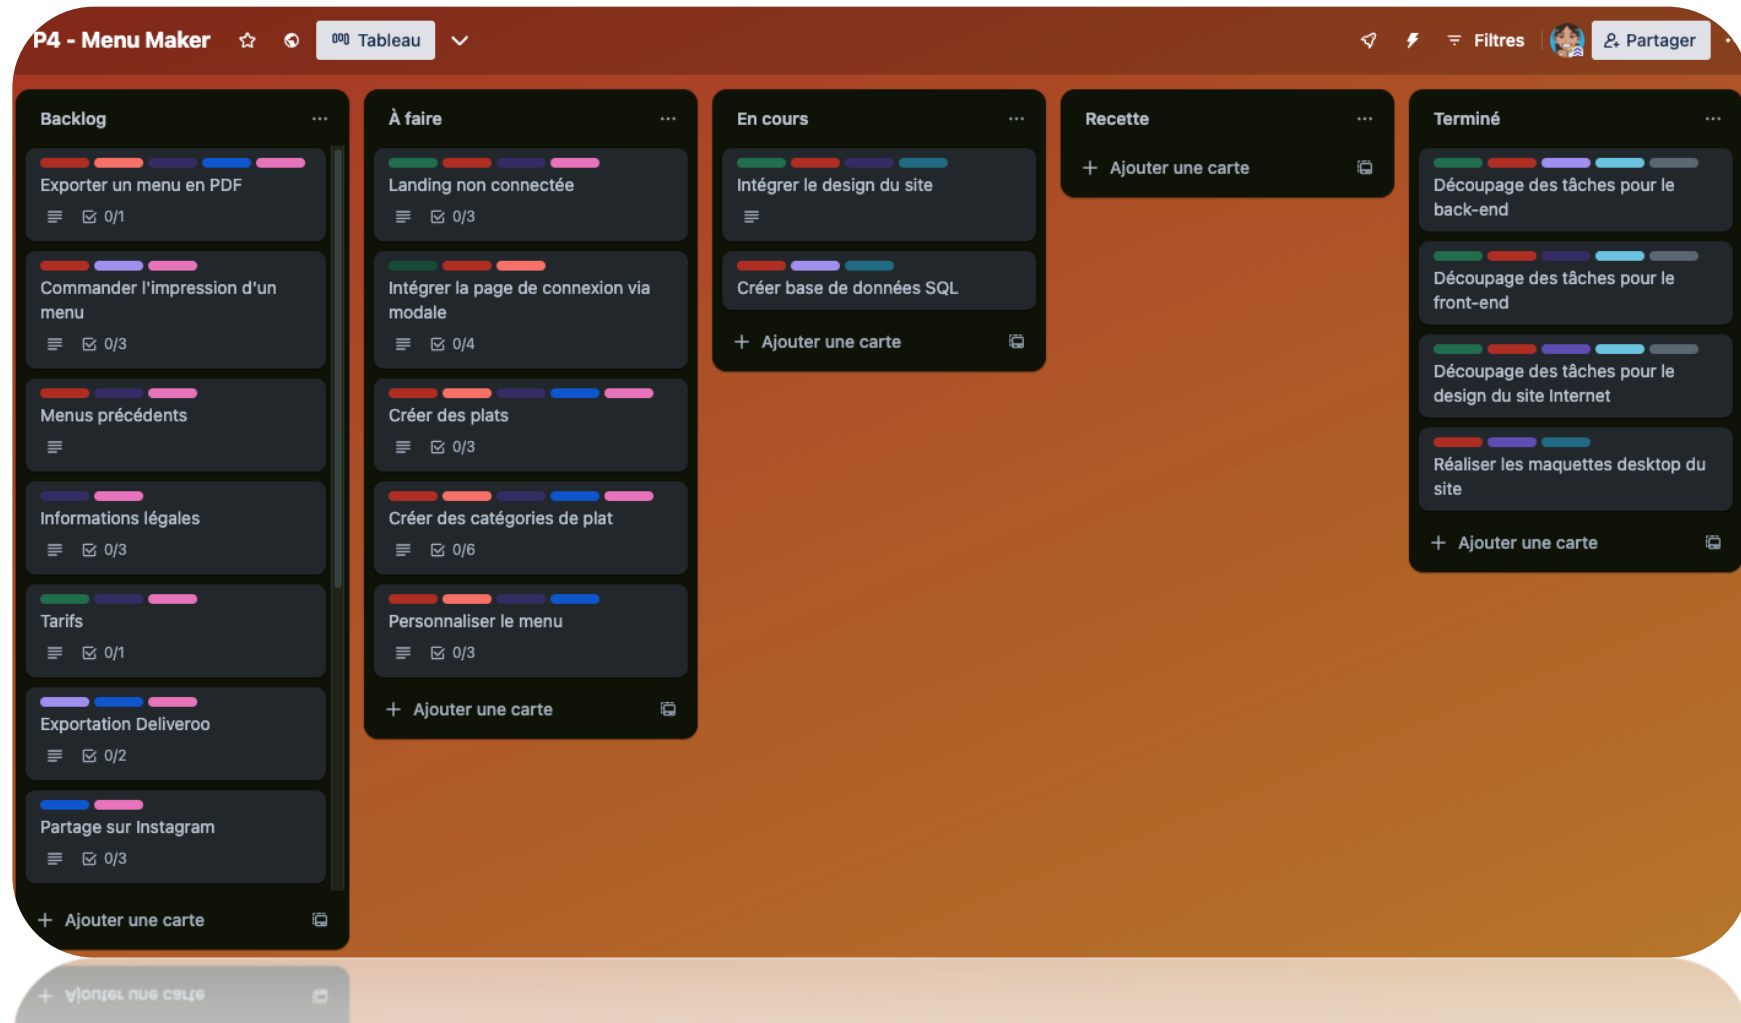 P4 - Menu Maker
Tableau
Filtres
Partager
Backlog
Exporter un menu en PDF
0/1
Commander l'impression d'un
menu
0/3
Menus précédents
Informations légales
0/3
Tarifs
0/1
Exportation Deliveroo
0/2
Partage sur Instagram
0/3
Ajouter une carte
À faire
Landing non connectée
0/3
Intégrer la page de connexion via
modale
0/4
Créer des plats
0/3
Créer des catégories de plat
0/6
Personnaliser le menu
0/3
Ajouter une carte
En cours
Intégrer le design du site
Créer base de données SQL
Ajouter une carte
Recette
Ajouter une carte
Terminé
Découpage des tâches pour le
back-end
Découpage des tâches pour le
front-end
Découpage des tâches pour le
design du site Internet
Réaliser les maquettes desktop du
site
Ajouter une carte
Ajouter une carte